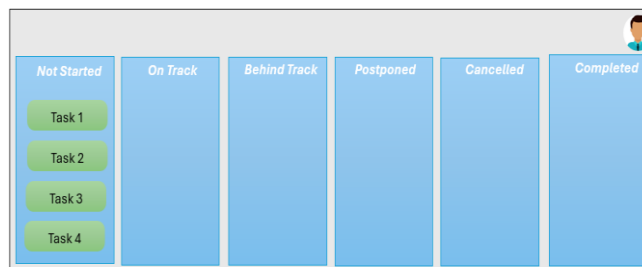 Not Started
On Track
Behind Track
Postponed
Cancelled
Completed
Task 1
Task 2
Task 3
Task 4